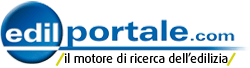 edilportale.com
/il motore di ricerca dell'edilizia/